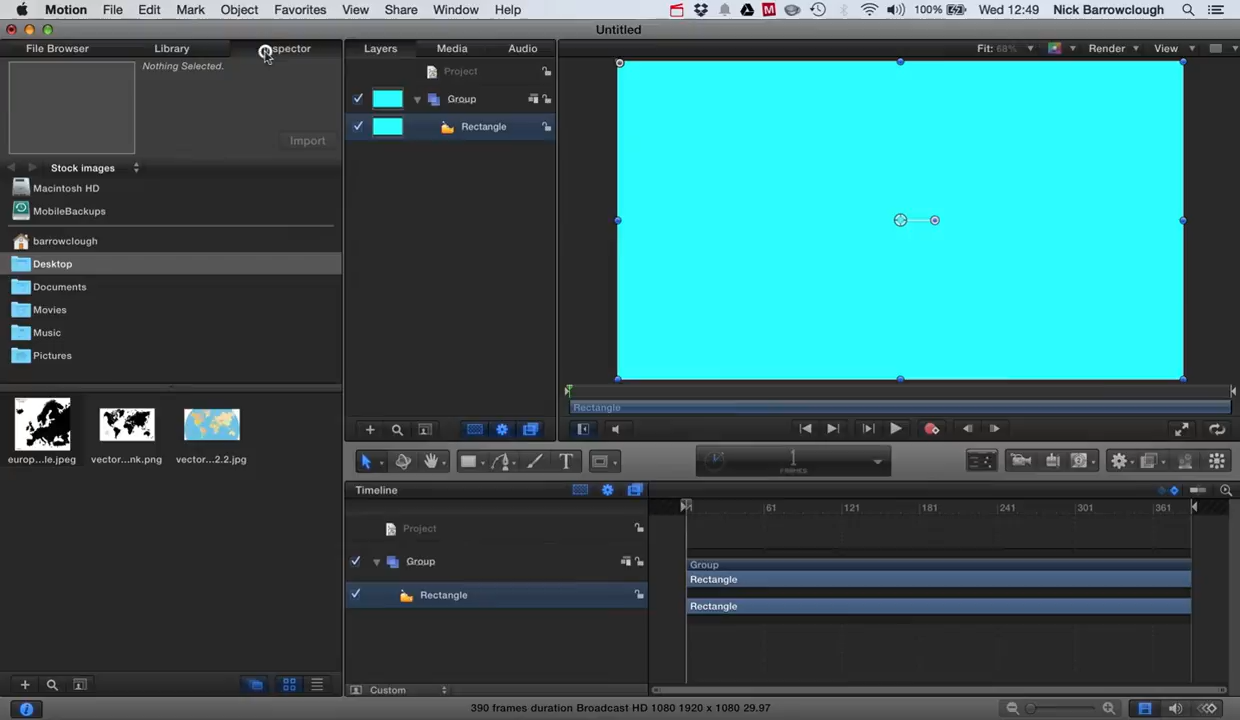 Motion File Edit Mark Object Favorites View Share Window Help 100% Wed 12:49 Nick Barrowclough
Untitled
File Browser Library spector Layers Media Audio Fit: 68% Render View
Nothing Selected.
Import
Stock images
Macintosh HD
MobileBackups
barrowclough
Desktop
Documents
Movies
Music
Pictures
europ...le.jpeg vector...nk.png vector...2.2.jpg
Project
Group
Rectangle
Rectangle
1
FRAMES
T
Timeline
1 61 121 181 241 301 361
Project
Group
Rectangle
Group
Rectangle
Rectangle
Custom
390 frames duration Broadcast HD 1080 1920 x 1080 29.97